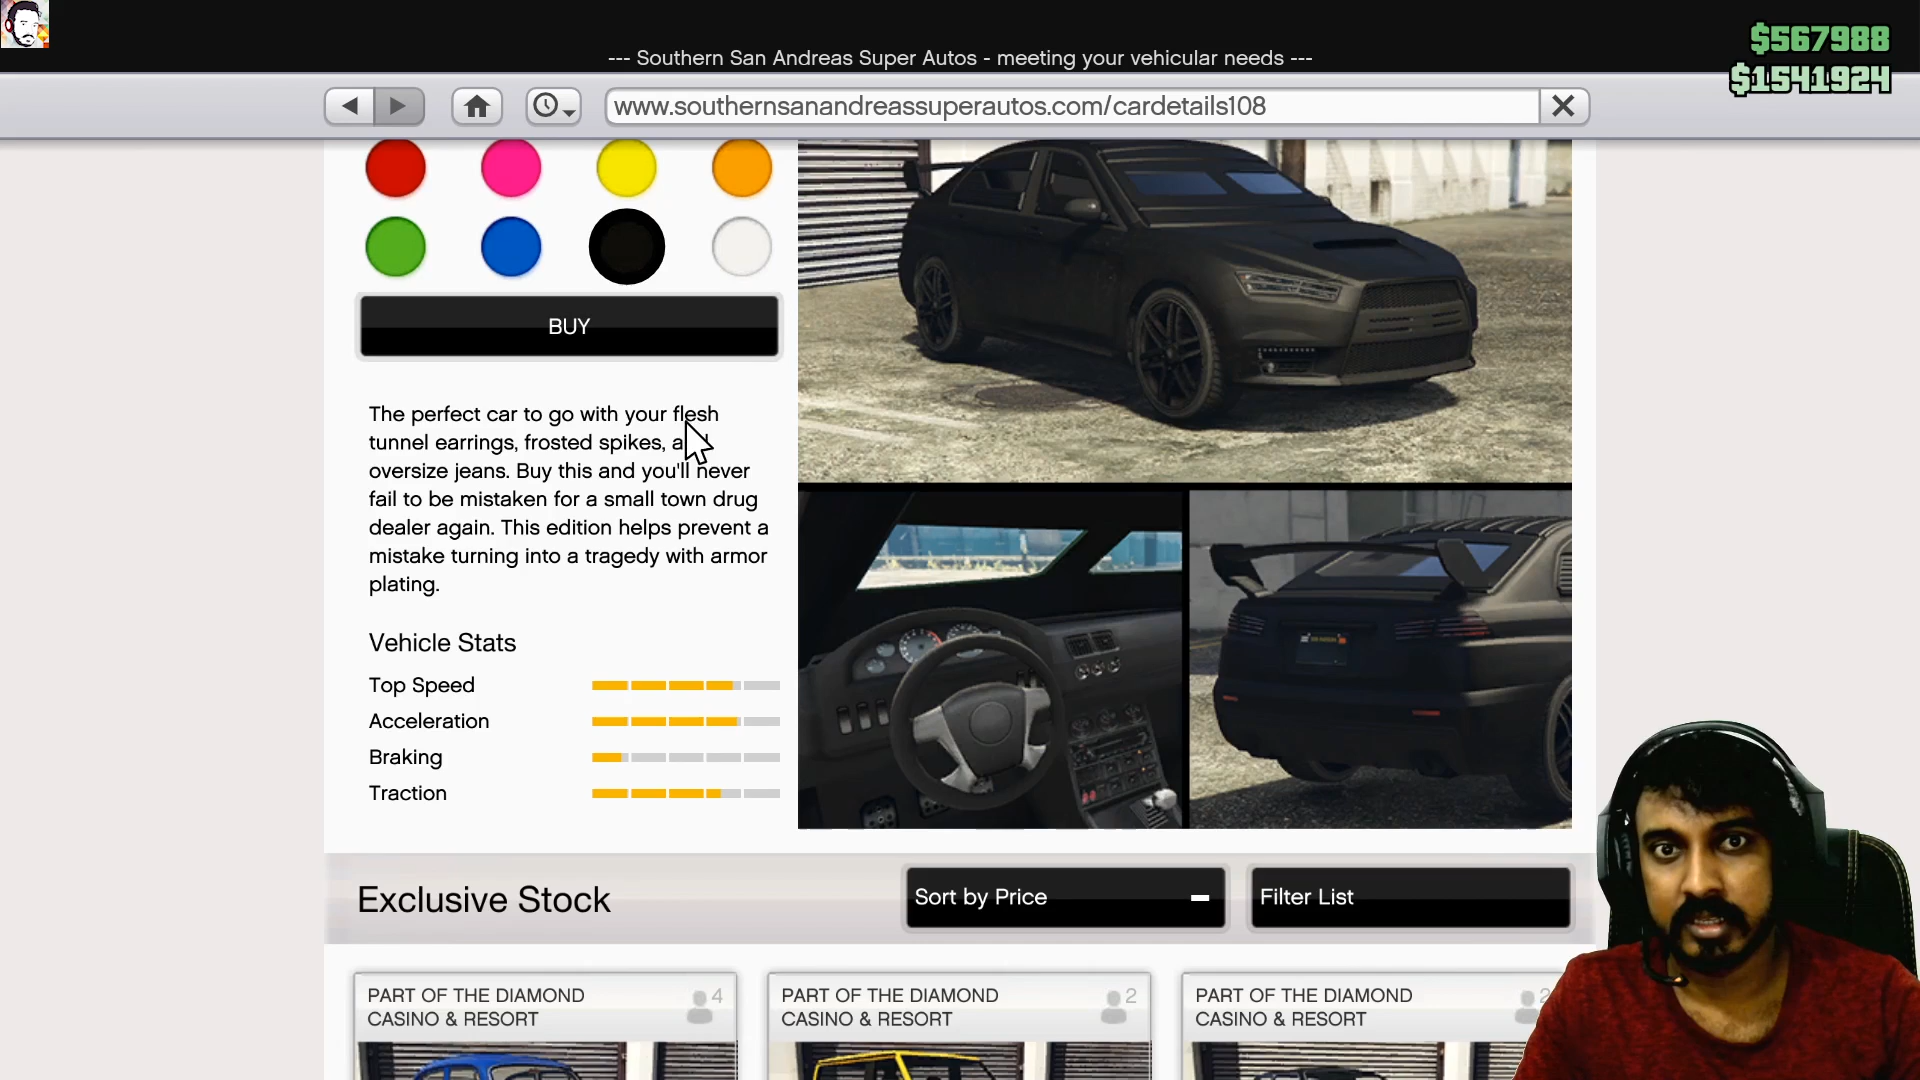 --- Southern San Andreas Super Autos - meeting your vehicular needs ---
$567988
$1541924
www.southernsanandreassuperautos.com/cardetails108
BUY
The perfect car to go with your flesh
tunnel earrings, frosted spikes, and
oversize jeans. Buy this and you'll never
fail to be mistaken for a small town drug
dealer again. This edition helps prevent a
mistake turning into a tragedy with armor
plating.
Vehicle Stats
Top Speed
Acceleration
Braking
Traction
Exclusive Stock
Sort by Price
Filter List
PART OF THE DIAMOND
CASINO & RESORT
4
PART OF THE DIAMOND
CASINO & RESORT
2
PART OF THE DIAMOND
CASINO & RESORT
2